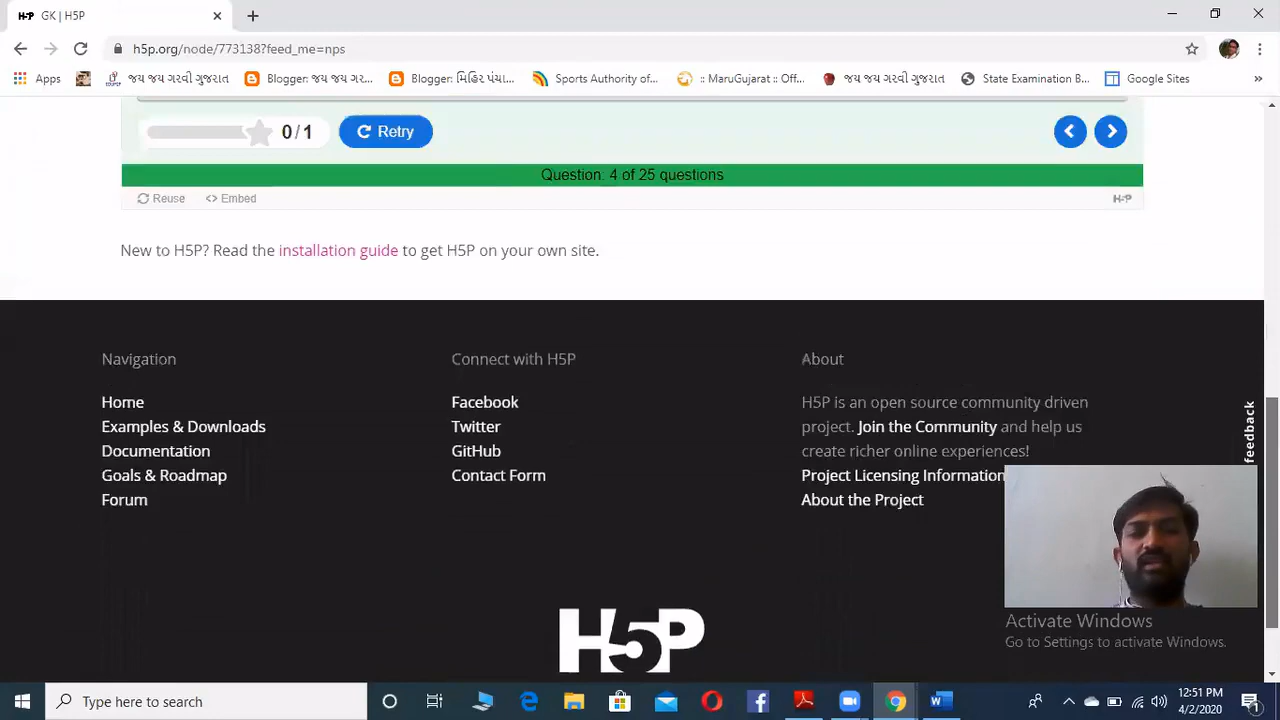 H5P GK | H5P
h5p.org/node/773138?feed_me=nps
Apps
જય જય ગરવી ગુજરાત
Blogger: જય જય ગર...
Blogger: મિહિર પંચા...
Sports Authority of...
:: MaruGujarat :: Off...
જય જય ગરવી ગુજરાત
State Examination B...
Google Sites
0/1 Retry
Question: 4 of 25 questions
Reuse <> Embed H5P
New to H5P? Read the installation guide to get H5P on your own site.
Navigation
Home
Examples & Downloads
Documentation
Goals & Roadmap
Forum
Connect with H5P
Facebook
Twitter
GitHub
Contact Form
About
H5P is an open source community driven
project. Join the Community and help us
create richer online experiences!
Project Licensing Information
About the Project
feedback
H5P
Activate Windows
Go to Settings to activate Windows.
Type here to search
12:51 PM
4/2/2020